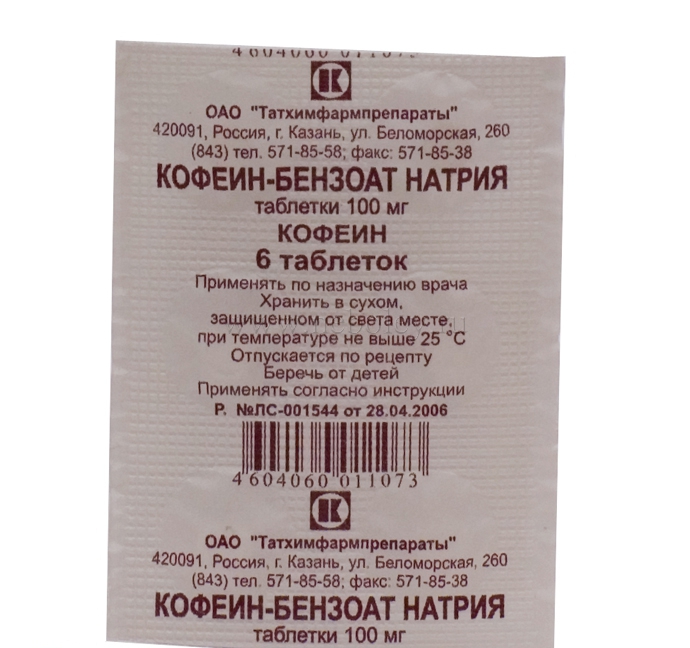 4604060 011073
ОАО "Татхимфармпрепараты"
420091, Россия, г. Казань, ул. Беломорская, 260
(843) тел. 571-85-58; факс: 571-85-38
КОФЕИН-БЕНЗОАТ НАТРИЯ
таблетки 100 мг
КОФЕИН
6 таблеток
Применять по назначению врача
Хранить в сухом,
защищенном от света месте,
при температуре не выше 25 °С
Отпускается по рецепту
Беречь от детей
Применять согласно инструкции
Р. №ЛС-001544 от 28.04.2006
4 604060 011073
ОАО "Татхимфармпрепараты"
420091, Россия, г. Казань, ул. Беломорская, 260
(843) тел. 571-85-58; факс: 571-85-38
КОФЕИН-БЕНЗОАТ НАТРИЯ
таблетки 100 мг